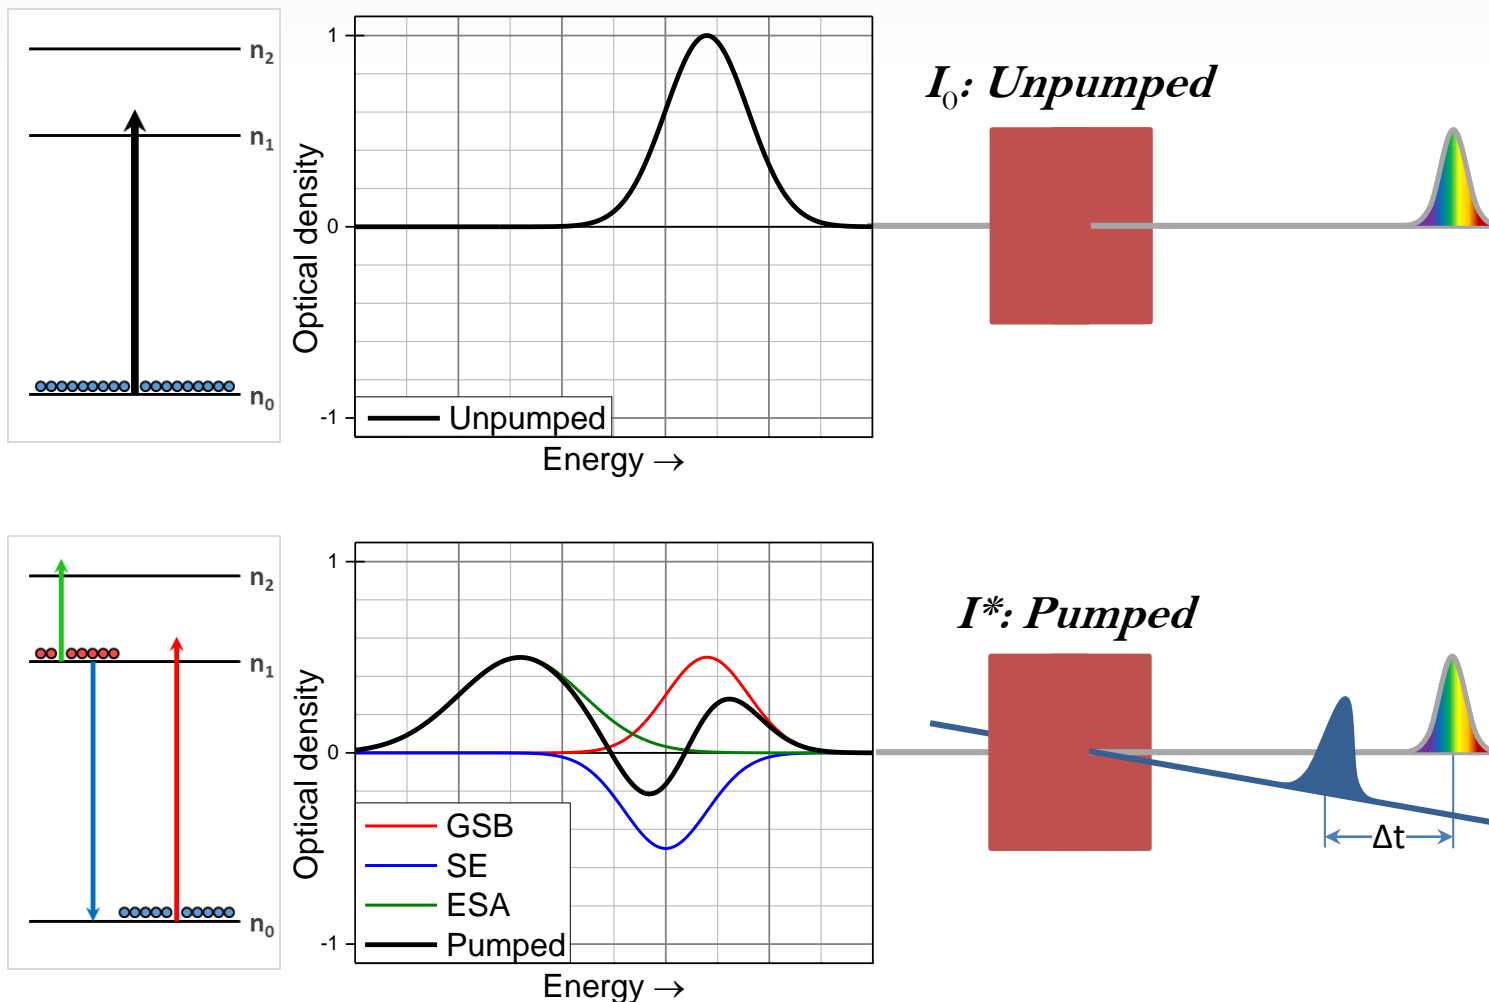 n₂
n₁
n₀
Optical density
1
0
-1
Unpumped
Energy →
I₀: Unpumped
n₂
n₁
n₀
Optical density
1
0
-1
GSB
SE
ESA
Pumped
Energy →
I*: Pumped
Δt